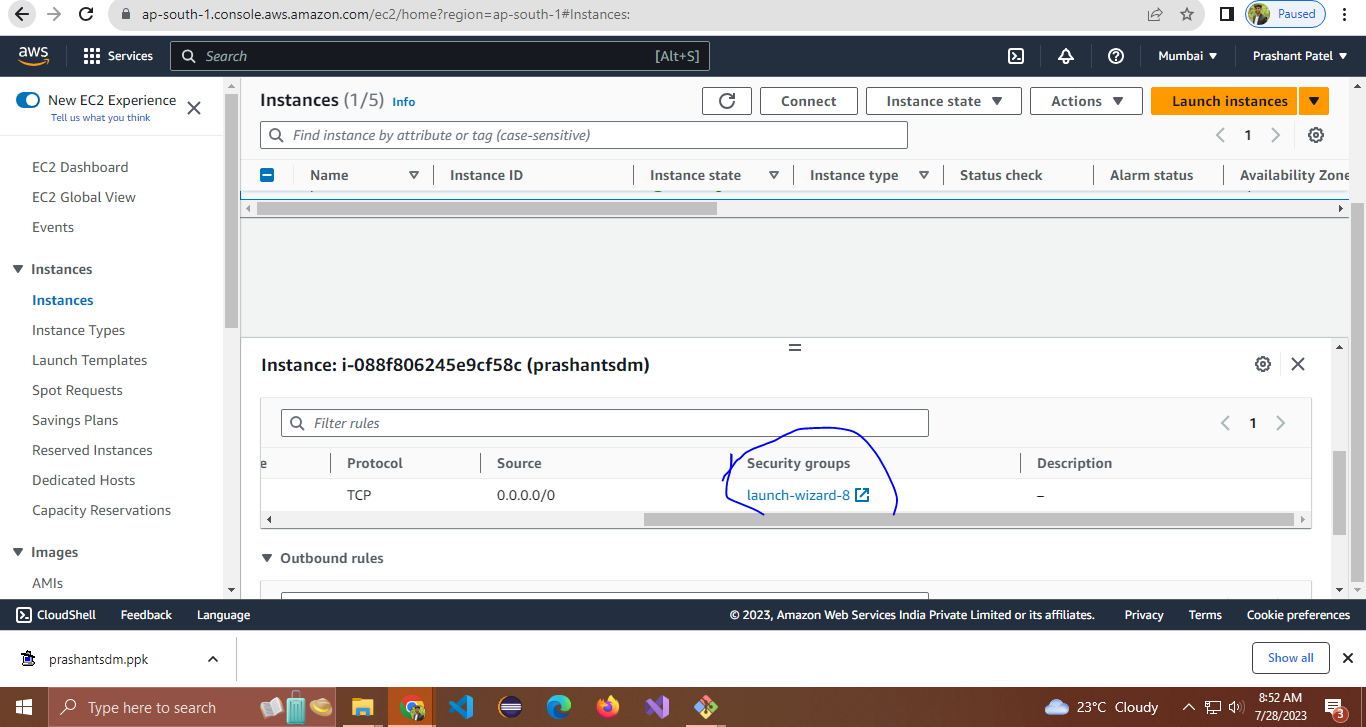 ap-south-1.console.aws.amazon.com/ec2/home?region=ap-south-1#Instances:
Paused
aws
Services
Search
[Alt+S]
Mumbai
Prashant Patel
New EC2 Experience
Tell us what you think
EC2 Dashboard
EC2 Global View
Events
Instances
Instances
Instance Types
Launch Templates
Spot Requests
Savings Plans
Reserved Instances
Dedicated Hosts
Capacity Reservations
Images
AMIs
Instances (1/5) Info
Connect
Instance state
Actions
Launch instances
Find instance by attribute or tag (case-sensitive)
1
Name Instance ID Instance state Instance type Status check Alarm status Availability Zone
Instance: i-088f806245e9cf58c (prashantsdm)
Filter rules
1
e Protocol Source Security groups Description
TCP 0.0.0.0/0 launch-wizard-8 –
Outbound rules
CloudShell Feedback Language © 2023, Amazon Web Services India Private Limited or its affiliates. Privacy Terms Cookie preferences
prashantsdm.ppk
Show all
Type here to search
23°C Cloudy
8:52 AM
7/28/2023
3